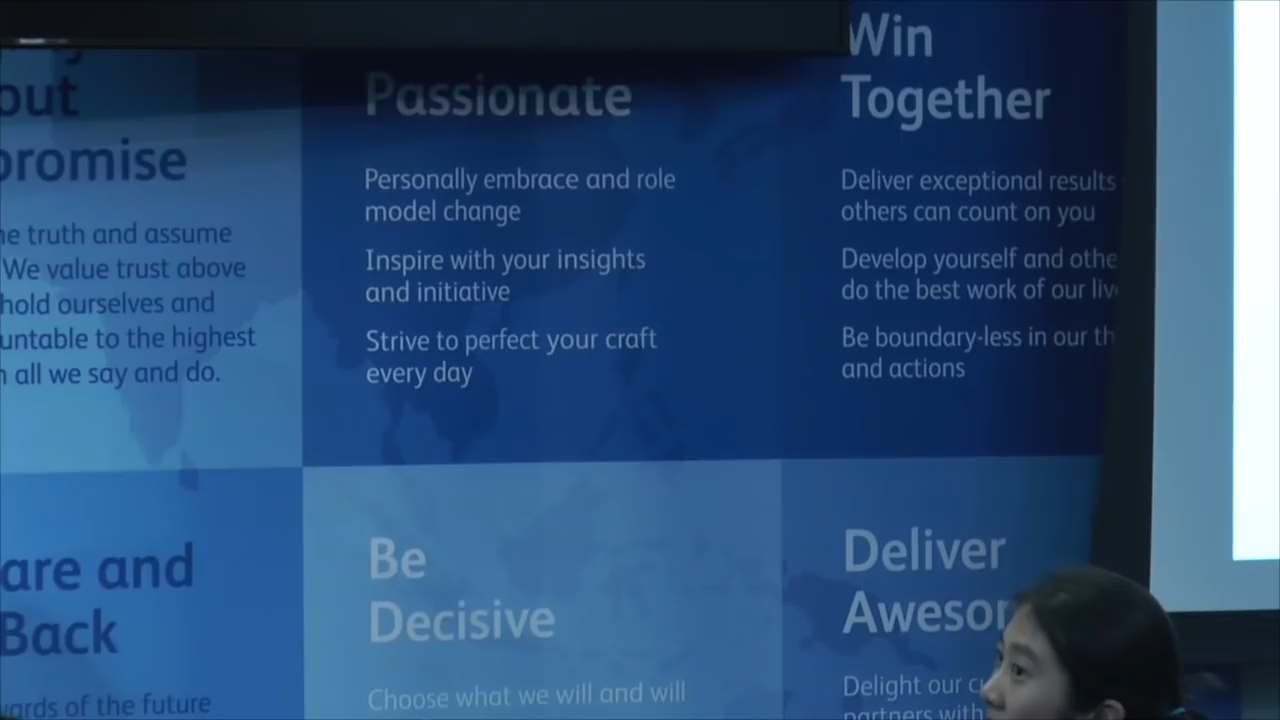 out
promise
he truth and assume
We value trust above
hold ourselves and
untable to the highest
n all we say and do.
Passionate
Personally embrace and role
model change
Inspire with your insights
and initiative
Strive to perfect your craft
every day
Win
Together
Deliver exceptional results
others can count on you
Develop yourself and othe
do the best work of our liv
Be boundary-less in our th
and actions
are and
Back
wards of the future
Be
Decisive
Choose what we will and will
Deliver
Aweso
Delight our c
partners with